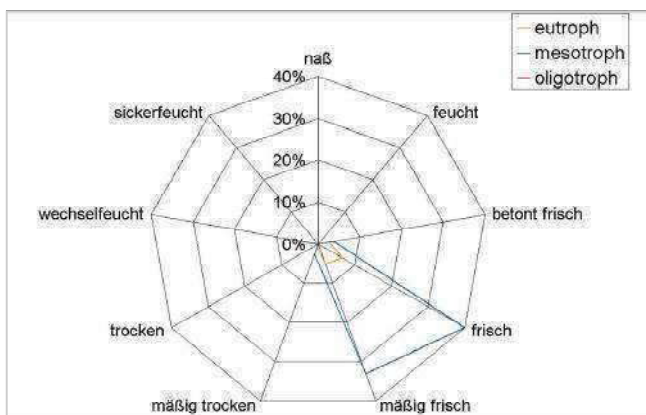 eutroph
mesotroph
oligotroph
naß
40%
sickerfeucht
feucht
30%
20%
wechselfeucht
betont frisch
10%
0%
trocken
frisch
mäßig trocken
mäßig frisch